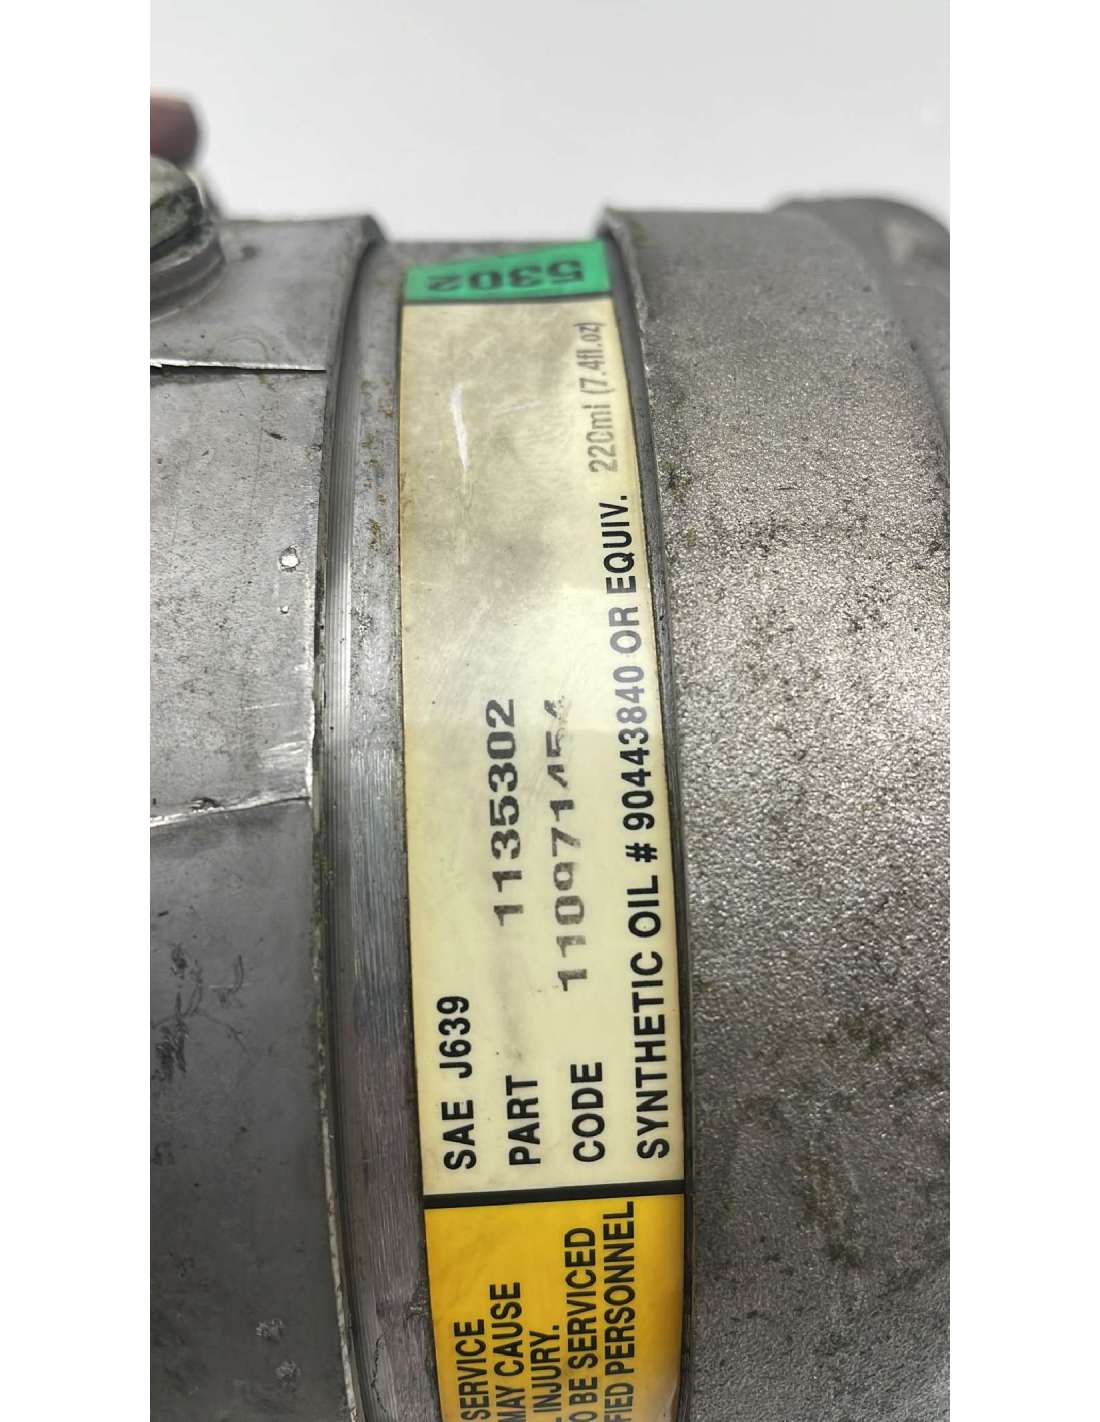 5302
SAE J639
PART 1135302
CODE
SYNTHETIC OIL # 90443840 OR EQUIV. 220ml (7.4fl.oz)
SERVICE
MAY CAUSE
INJURY.
BE SERVICED
PERSONNEL